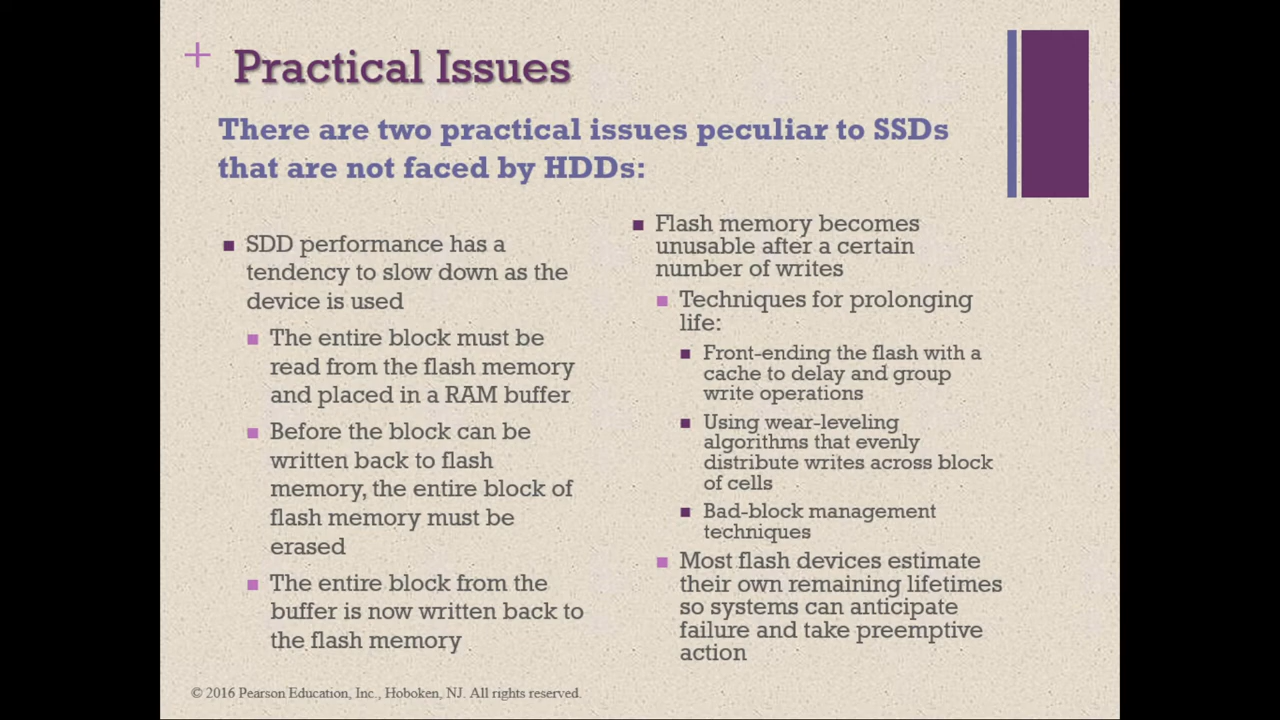 + Practical Issues
There are two practical issues peculiar to SSDs
that are not faced by HDDs:
SDD performance has a
tendency to slow down as the
device is used
The entire block must be
read from the flash memory
and placed in a RAM buffer
Before the block can be
written back to flash
memory, the entire block of
flash memory must be
erased
The entire block from the
buffer is now written back to
the flash memory
Flash memory becomes
unusable after a certain
number of writes
Techniques for prolonging
life:
Front-ending the flash with a
cache to delay and group
write operations
Using wear-leveling
algorithms that evenly
distribute writes across block
of cells
Bad-block management
techniques
Most flash devices estimate
their own remaining lifetimes
so systems can anticipate
failure and take preemptive
action
© 2016 Pearson Education, Inc., Hoboken, NJ. All rights reserved.